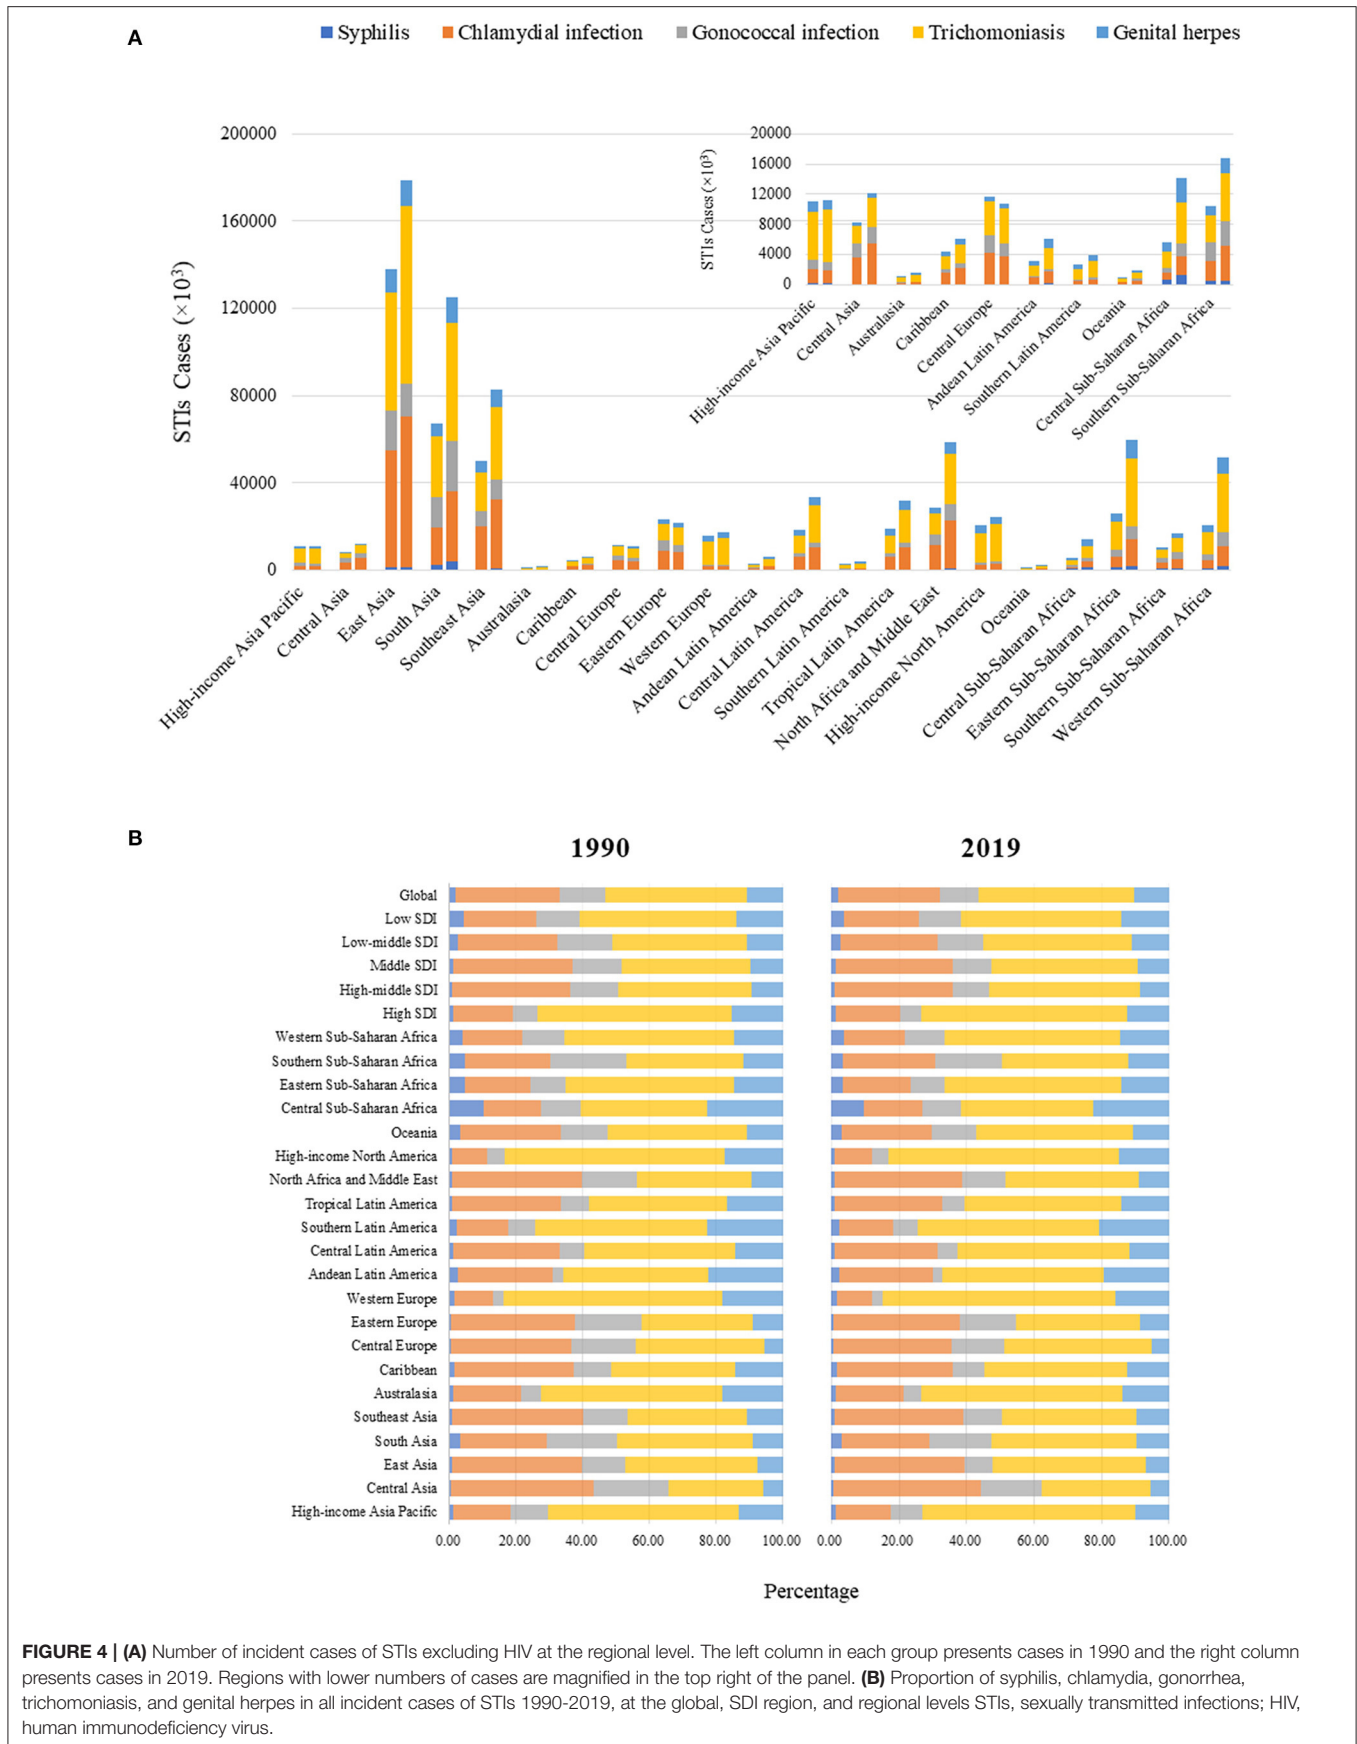 A
Syphilis Chlamydial infection Gonococcal infection Trichomoniasis Genital herpes
STIs Cases (×10³)
200000
160000
120000
80000
40000
0
High-income Asia Pacific
Central Asia
East Asia
South Asia
Southeast Asia
Australasia
Caribbean
Central Europe
Eastern Europe
Western Europe
Andean Latin America
Central Latin America
Southern Latin America
Tropical Latin America
North Africa and Middle East
High-income North America
Oceania
Central Sub-Saharan Africa
Eastern Sub-Saharan Africa
Southern Sub-Saharan Africa
Western Sub-Saharan Africa
STIs Cases (×10³)
20000
16000
12000
8000
4000
0
High-income Asia Pacific
Central Asia
Australasia
Caribbean
Central Europe
Andean Latin America
Southern Latin America
Oceania
Central Sub-Saharan Africa
Southern Sub-Saharan Africa
B
1990 2019
Global
Low SDI
Low-middle SDI
Middle SDI
High-middle SDI
High SDI
Western Sub-Saharan Africa
Southern Sub-Saharan Africa
Eastern Sub-Saharan Africa
Central Sub-Saharan Africa
Oceania
High-income North America
North Africa and Middle East
Tropical Latin America
Southern Latin America
Central Latin America
Andean Latin America
Western Europe
Eastern Europe
Central Europe
Caribbean
Australasia
Southeast Asia
South Asia
East Asia
Central Asia
High-income Asia Pacific
0.00 20.00 40.00 60.00 80.00 100.00 0.00 20.00 40.00 60.00 80.00 100.00
Percentage
FIGURE 4 | (A) Number of incident cases of STIs excluding HIV at the regional level. The left column in each group presents cases in 1990 and the right column
presents cases in 2019. Regions with lower numbers of cases are magnified in the top right of the panel. (B) Proportion of syphilis, chlamydia, gonorrhea,
trichomoniasis, and genital herpes in all incident cases of STIs 1990-2019, at the global, SDI region, and regional levels STIs, sexually transmitted infections; HIV,
human immunodeficiency virus.